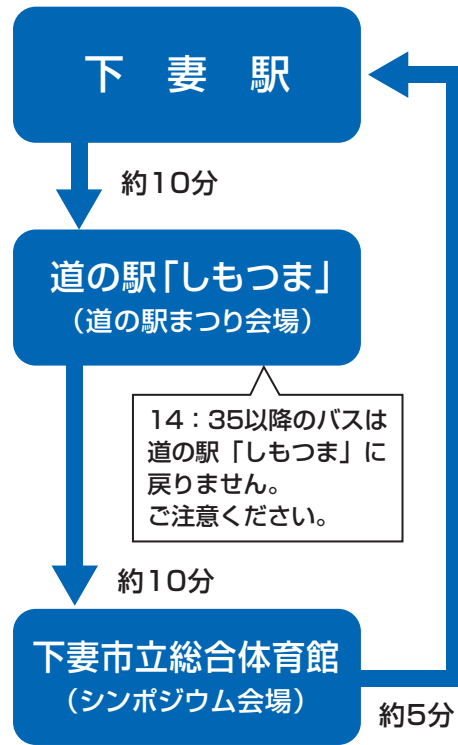 下妻駅
約10分
道の駅「しもつま」
（道の駅まつり会場）
14：35以降のバスは
道の駅「しもつま」に
戻りません。
ご注意ください。
約10分
下妻市立総合体育館
（シンポジウム会場）
約5分